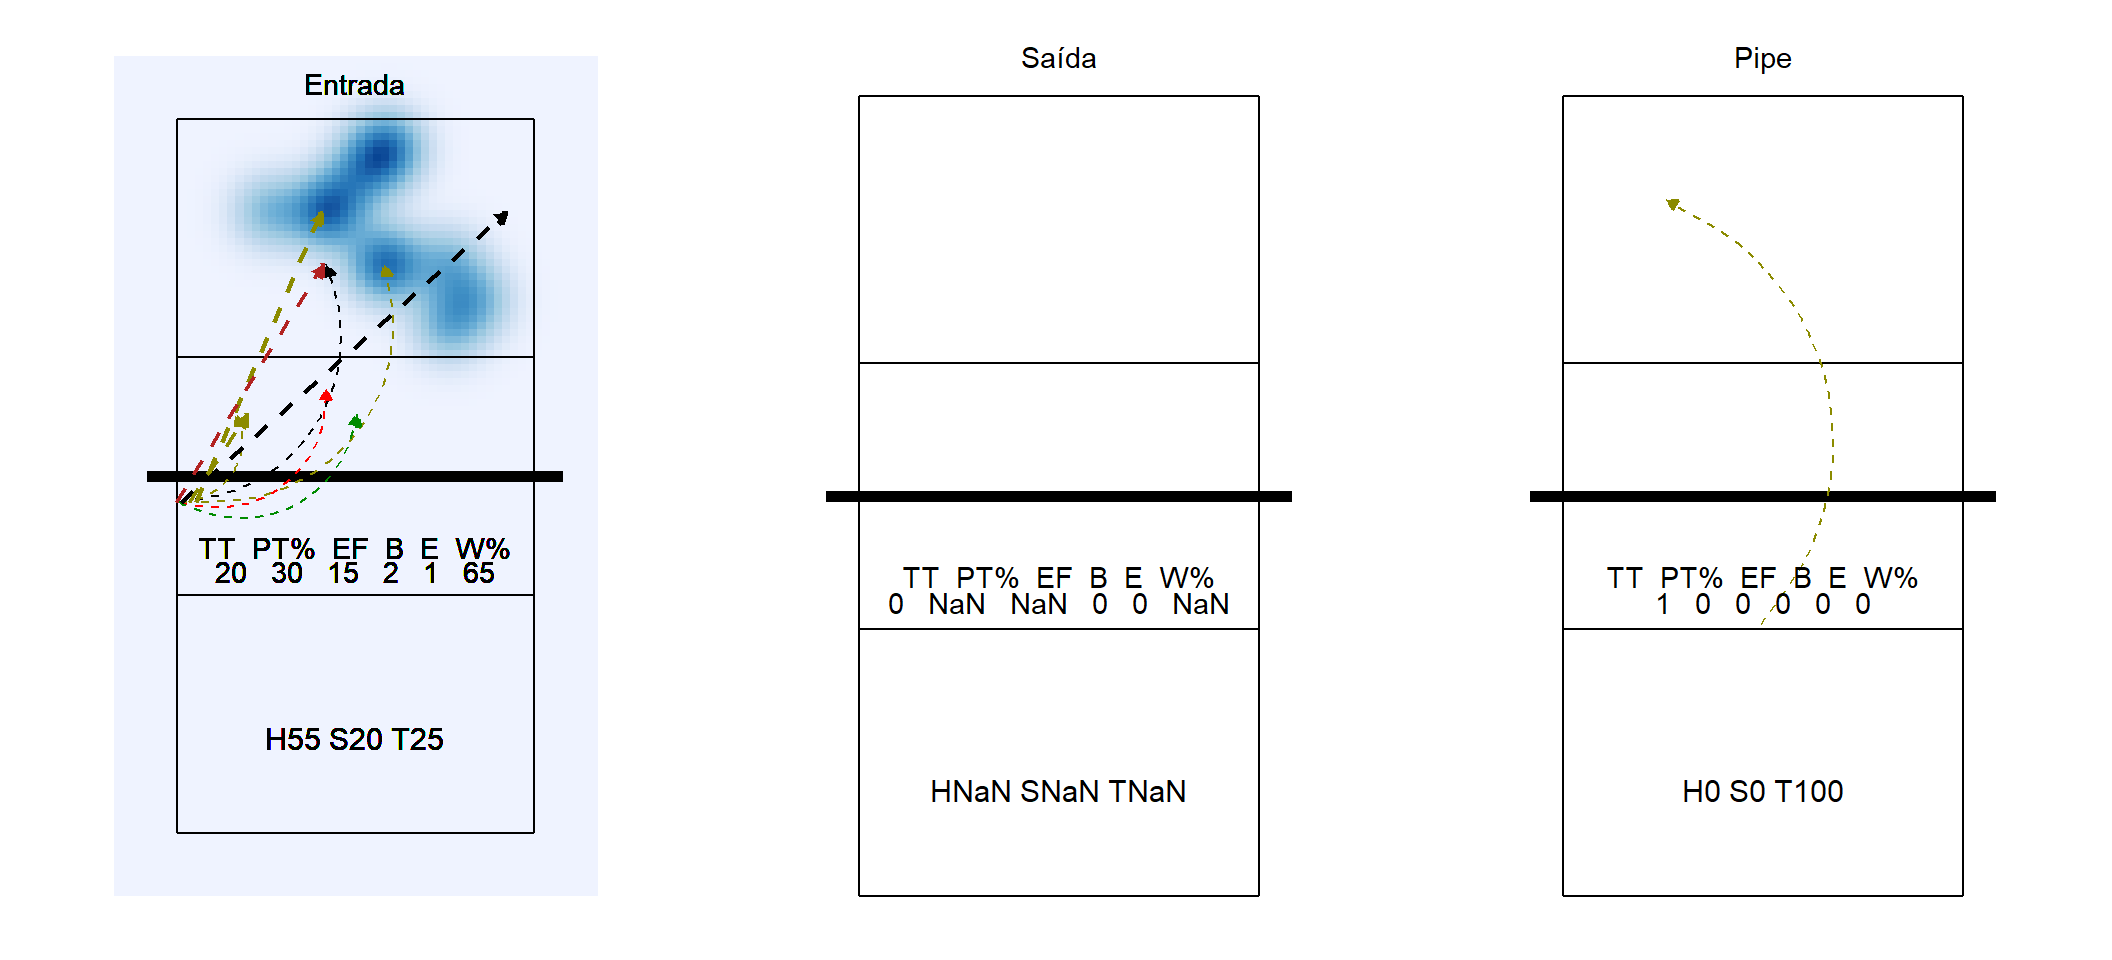 Entrada
TT PT% EF B E W%
20 30 15 2 1 65
H55 S20 T25
Saída
TT PT% EF B E W%
0 NaN NaN 0 0 NaN
HNaN SNaN TNaN
Pipe
TT PT% EF B E W%
1 0 0 0 0 0
H0 S0 T100